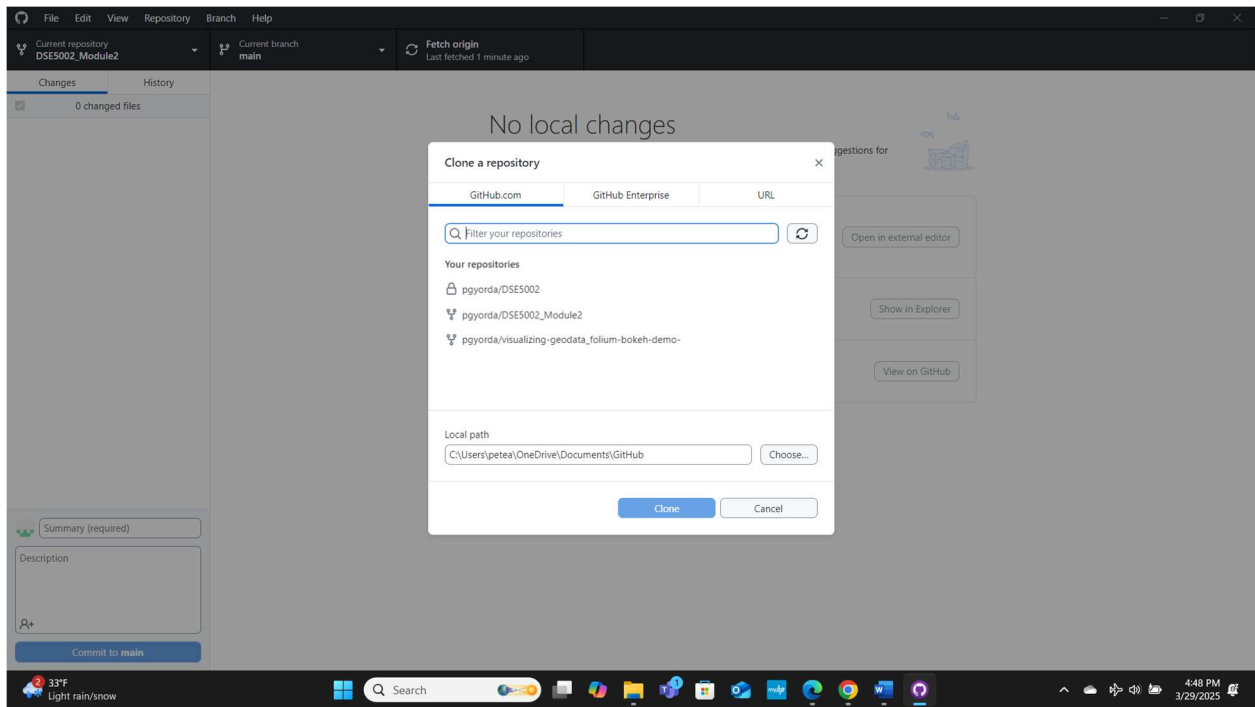 File Edit View Repository Branch Help
Current repository
DSE5002_Module2
Current branch
main
Fetch origin
Last fetched 1 minute ago
Changes History
0 changed files
No local changes
ggestions for
Clone a repository
GitHub.com GitHub Enterprise URL
Filter your repositories
Your repositories
pgyorda/DSE5002
pgyorda/DSE5002_Module2
pgyorda/visualizing-geodata_folium-bokeh-demo-
Open in external editor
Show in Explorer
View on GitHub
Local path
C:\Users\petea\OneDrive\Documents\GitHub
Choose...
Clone Cancel
Summary (required)
Description
Commit to main
2
33°F
Light rain/snow
Search
1
4:48 PM
3/29/2025